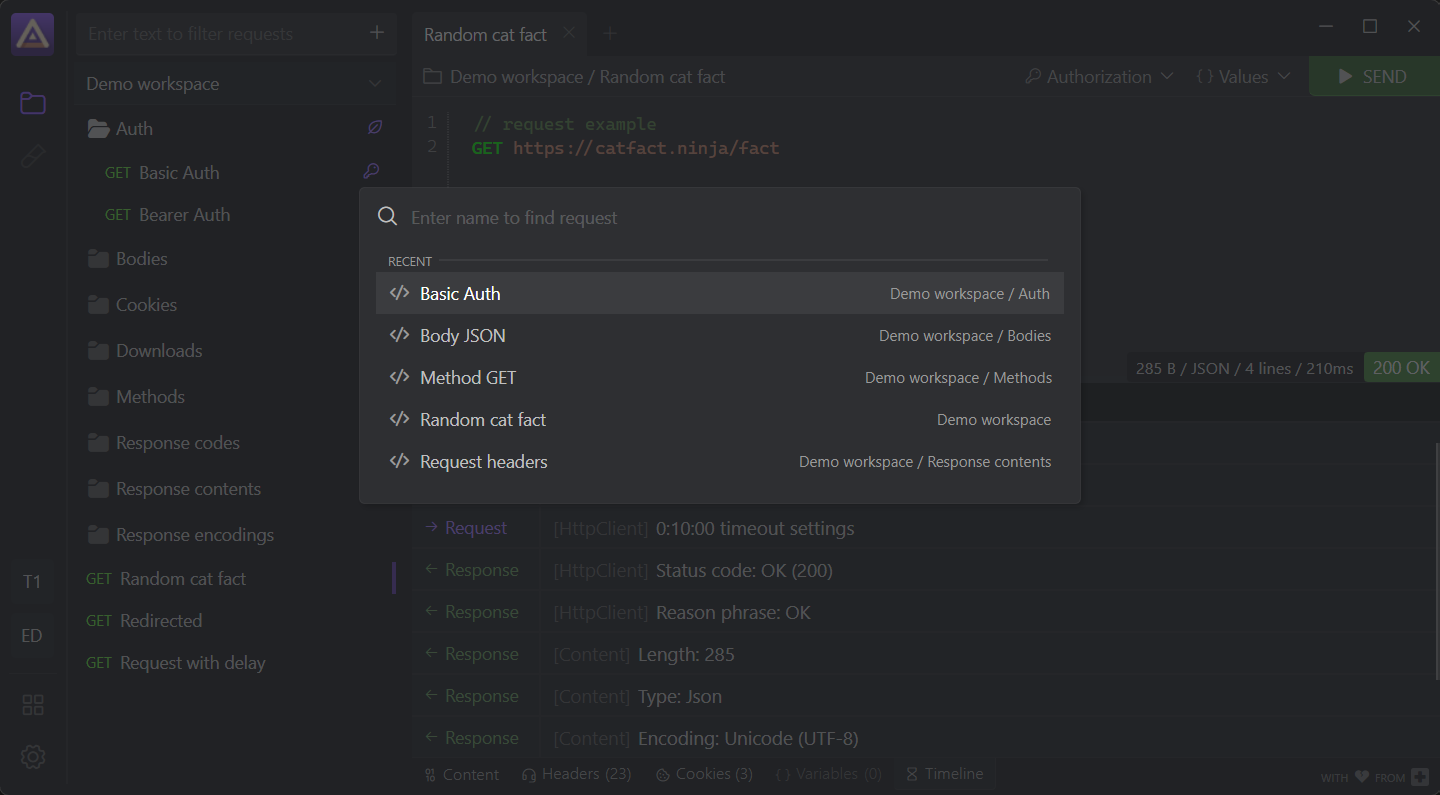 Enter text to filter requests
Demo workspace
Auth
GET Basic Auth
GET Bearer Auth
Bodies
Cookies
Downloads
Methods
Response codes
Response contents
Response encodings
GET Random cat fact
GET Redirected
GET Request with delay
T1
ED
Random cat fact
Demo workspace / Random cat fact
Authorization
{ } Values
SEND
1 // request example
2 GET https://catfact.ninja/fact
Enter name to find request
RECENT
</> Basic Auth Demo workspace / Auth
</> Body JSON Demo workspace / Bodies
</> Method GET Demo workspace / Methods
</> Random cat fact Demo workspace
</> Request headers Demo workspace / Response contents
285 B / JSON / 4 lines / 210ms
200 OK
→ Request [HttpClient] 0:10:00 timeout settings
← Response [HttpClient] Status code: OK (200)
← Response [HttpClient] Reason phrase: OK
← Response [Content] Length: 285
← Response [Content] Type: Json
← Response [Content] Encoding: Unicode (UTF-8)
Content
Headers (23)
Cookies (3)
{ } Variables (0)
Timeline
WITH ♥ FROM